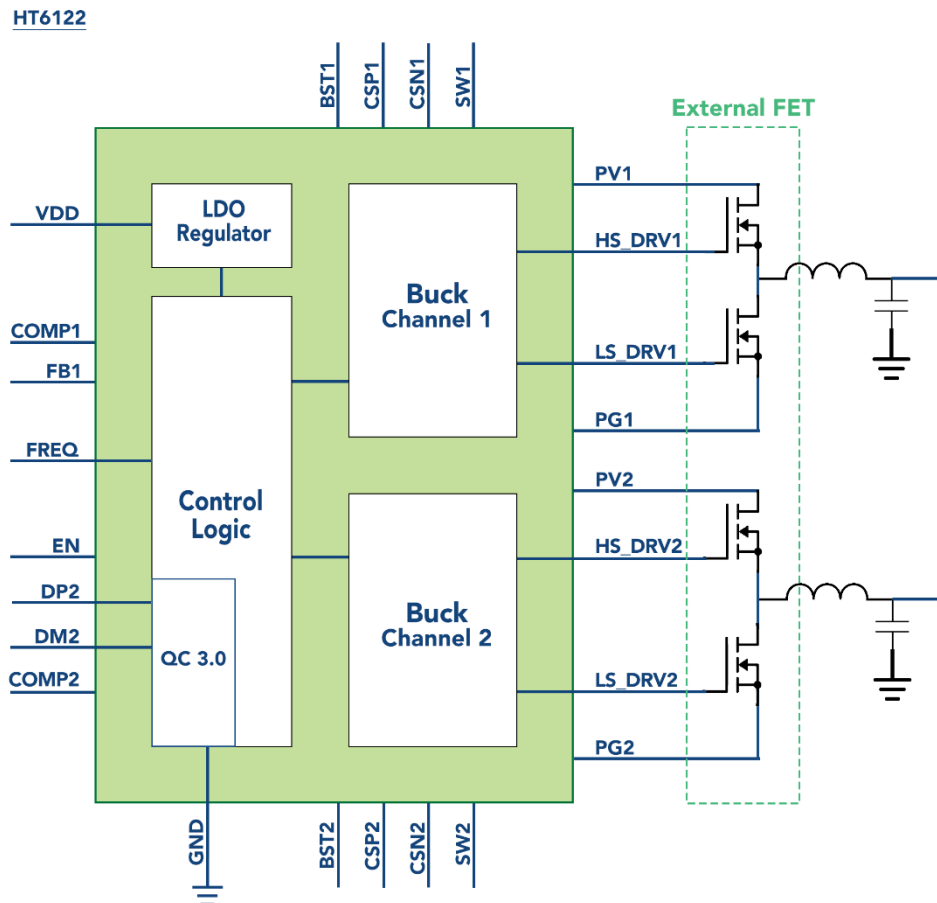 HT6122
BST1
CSP1
CSN1
SW1
External FET
PV1
LDO
Regulator
VDD
HS_DRV1
Buck
Channel 1
COMP1
LS_DRV1
FB1
PG1
FREQ
PV2
Control
Logic
EN
HS_DRV2
DP2
Buck
Channel 2
DM2
QC 3.0
COMP2
LS_DRV2
PG2
GND
BST2
CSP2
CSN2
SW2